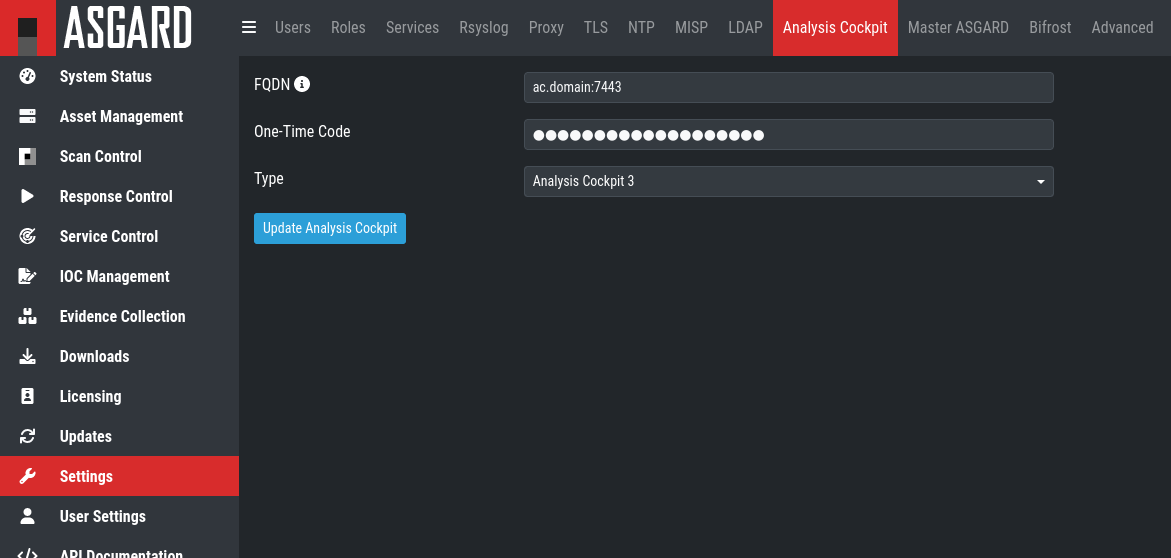 ASGARD
Users Roles Services Rsyslog Proxy TLS NTP MISP LDAP Analysis Cockpit Master ASGARD Bifrost Advanced
System Status
Asset Management
Scan Control
Response Control
Service Control
IOC Management
Evidence Collection
Downloads
Licensing
Updates
Settings
User Settings
API Documentation
FQDN
ac.domain:7443
One-Time Code
●●●●●●●●●●●●●●●●●●●
Type
Analysis Cockpit 3
Update Analysis Cockpit